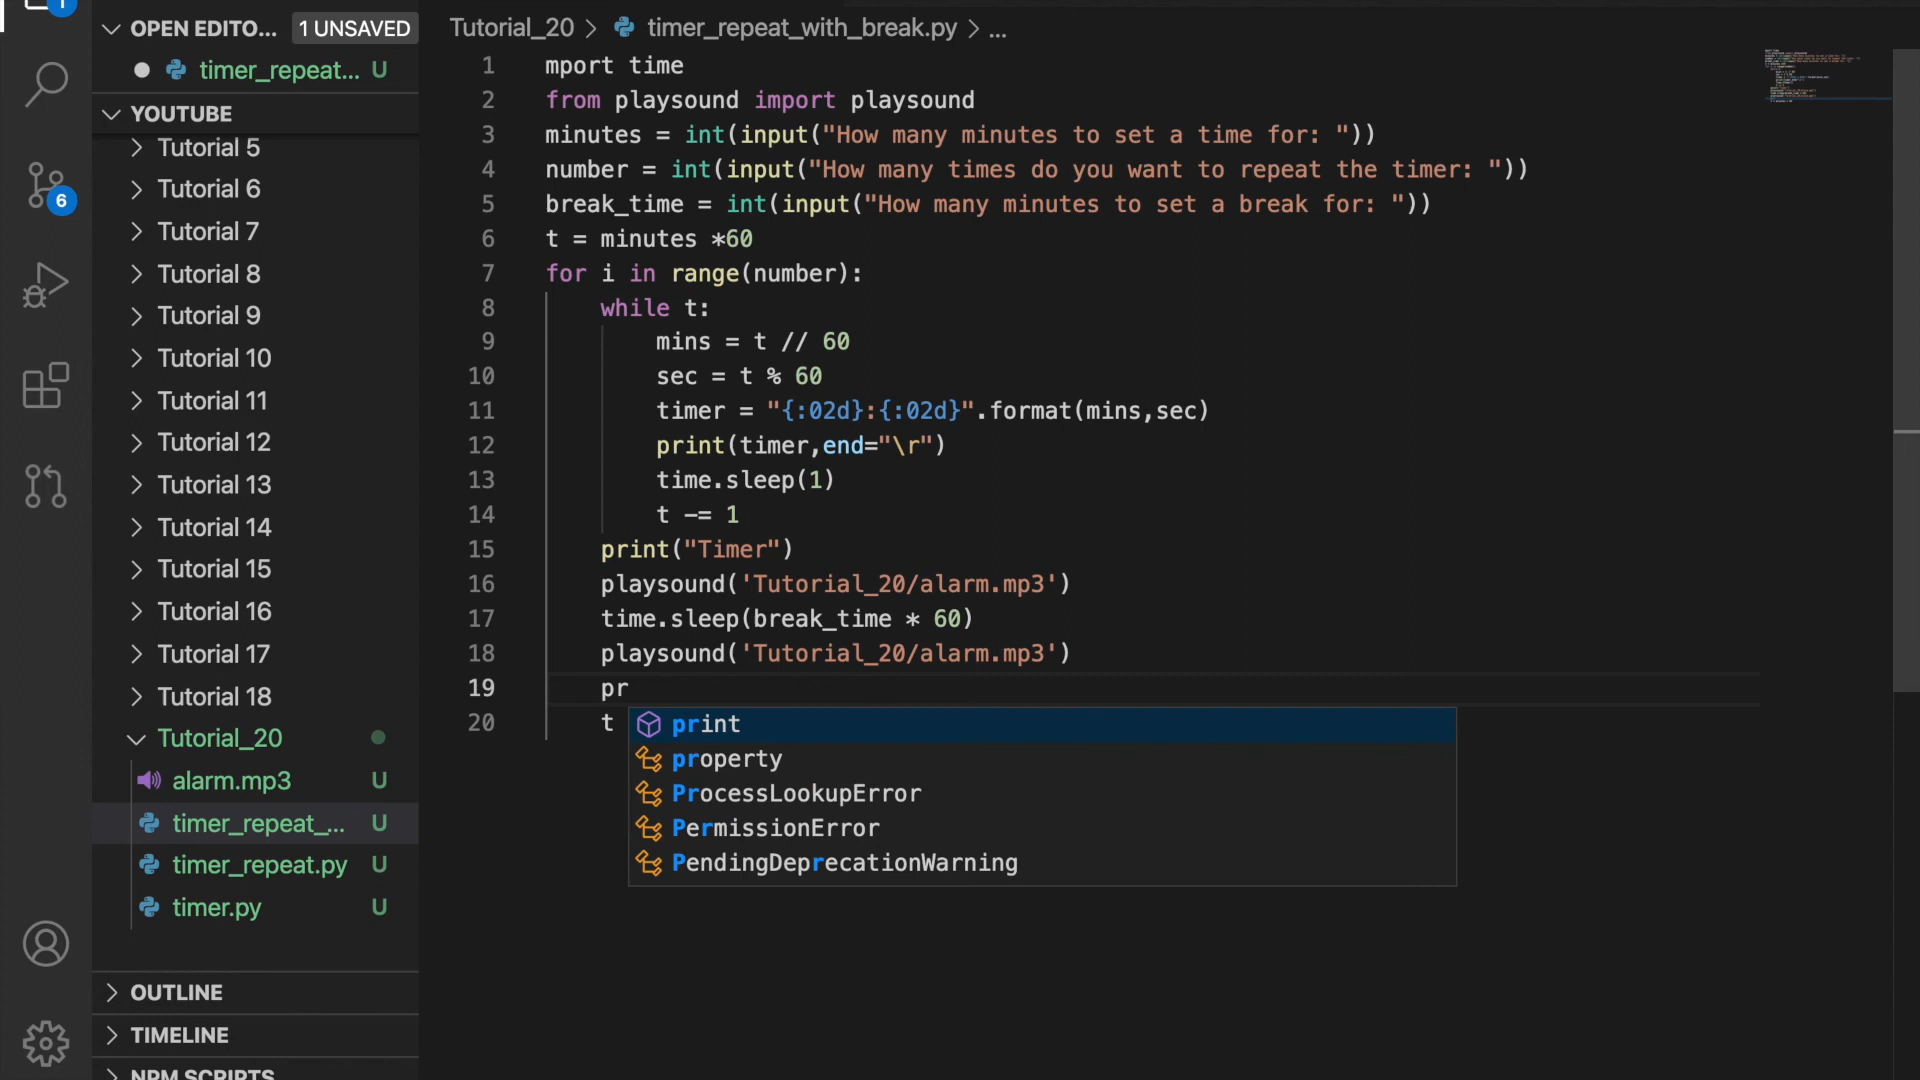 1
OPEN EDITO...
1 UNSAVED
timer_repeat... U
YOUTUBE
Tutorial 5
Tutorial 6
Tutorial 7
Tutorial 8
Tutorial 9
Tutorial 10
Tutorial 11
Tutorial 12
Tutorial 13
Tutorial 14
Tutorial 15
Tutorial 16
Tutorial 17
Tutorial 18
Tutorial_20
alarm.mp3 U
timer_repeat_... U
timer_repeat.py U
timer.py U
OUTLINE
TIMELINE
NPM SCRIPTS
6
Tutorial_20 > timer_repeat_with_break.py > ...
1 mport time
2 from playsound import playsound
3 minutes = int(input("How many minutes to set a time for: "))
4 number = int(input("How many times do you want to repeat the timer: "))
5 break_time = int(input("How many minutes to set a break for: "))
6 t = minutes *60
7 for i in range(number):
8 while t:
9 mins = t // 60
10 sec = t % 60
11 timer = "{:02d}:{:02d}".format(mins,sec)
12 print(timer,end="\r")
13 time.sleep(1)
14 t -= 1
15 print("Timer")
16 playsound('Tutorial_20/alarm.mp3')
17 time.sleep(break_time * 60)
18 playsound('Tutorial_20/alarm.mp3')
19 pr
20 t
print
property
ProcessLookupError
PermissionError
PendingDeprecationWarning